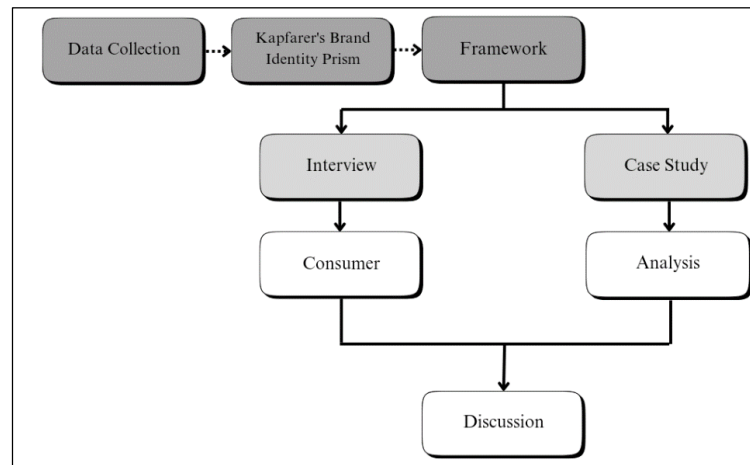 Data Collection
Kapfarer's Brand
Identity Prism
Framework
Interview
Case Study
Consumer
Analysis
Discussion